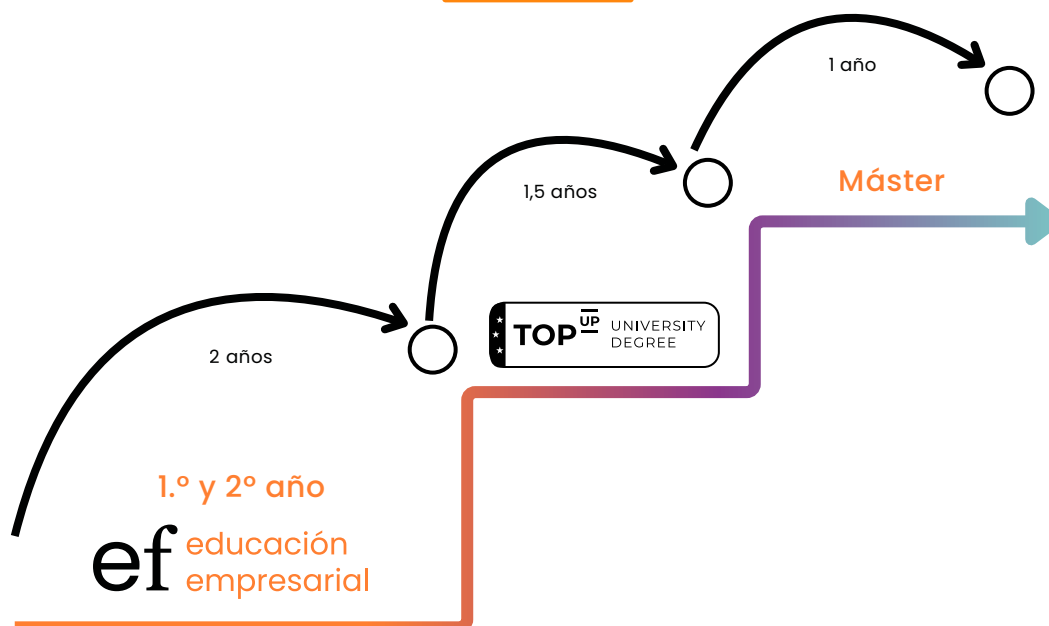 1 año
1,5 años
Máster
TOP UP UNIVERSITY
DEGREE
2 años
1.º y 2º año
ef educación
empresarial